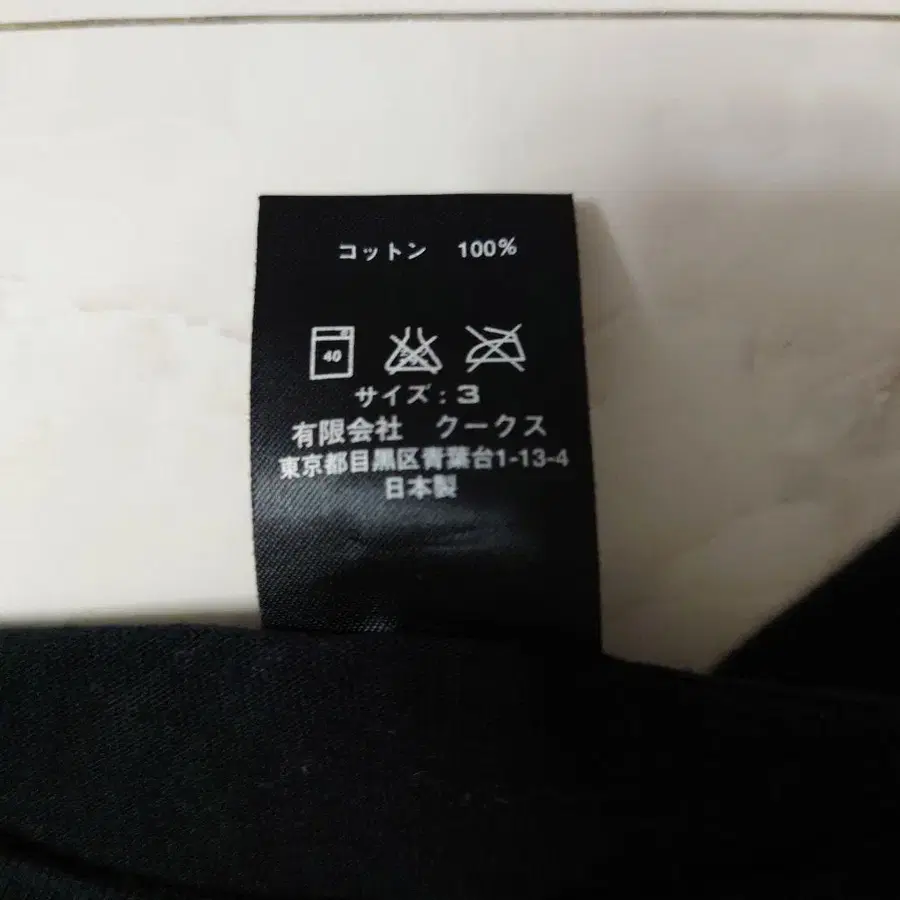 コットン 100%
40
サイズ : 3
有限会社 クークス
東京都目黒区青葉台1-13-4
日本製